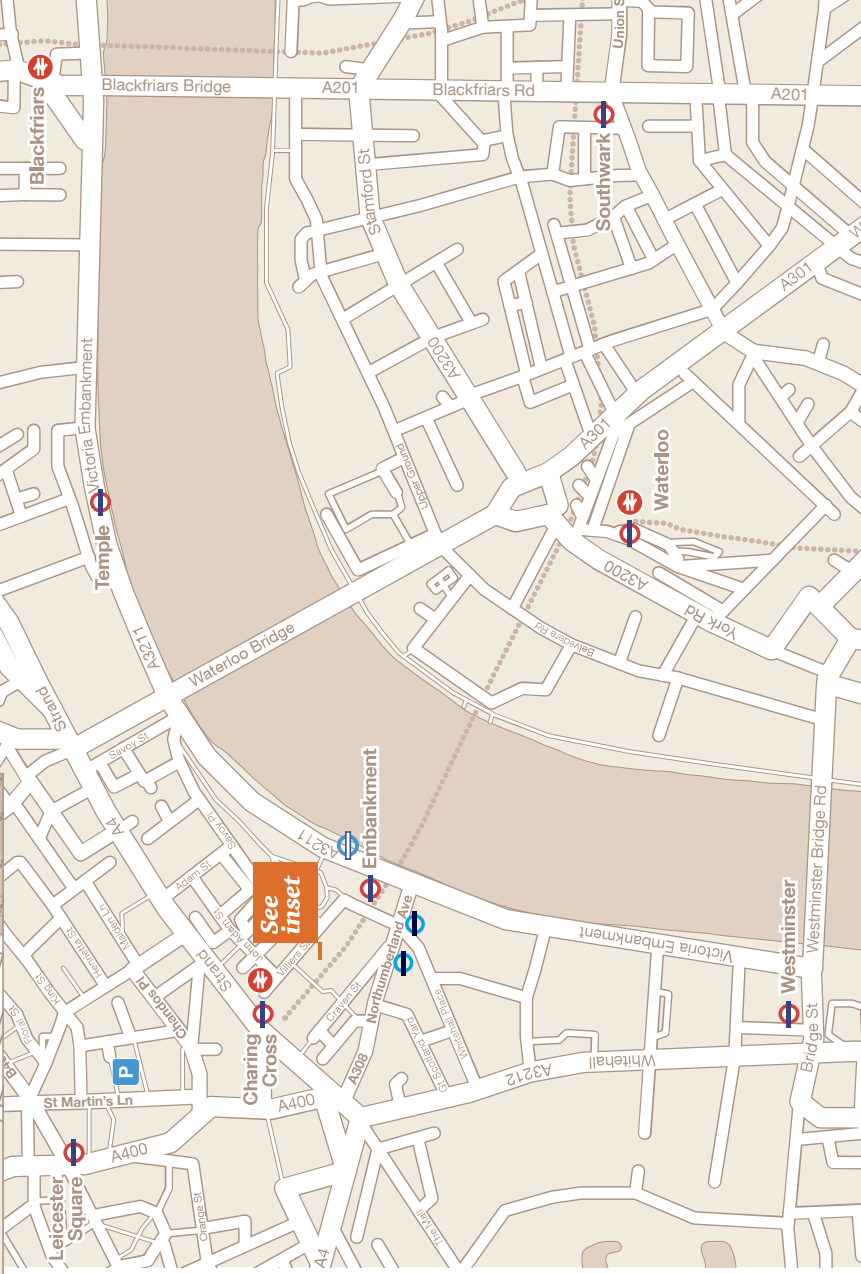 Union S
Blackfriars
Blackfriars Bridge
A201
Blackfriars Rd
A201
Southwark
Stamford St
A301
Victoria Embankment
A3200
A301
Upper Ground
Waterloo
Temple
A3200
York Rd
Belvedere Rd
A3211
Waterloo Bridge
Strand
Savoy St
A4
Savoy Pl
A3211
Embankment
Adam St
Maiden Ln
Henrietta St
King St
Floral St
John Adam St
See
inset
Villiers St
Strand
Chandos Pl
Craven St
Northumberland Ave
Whitehall Place
Gt Scotland Yard
Victoria Embankment
Westminster Bridge Rd
Westminster
Bridge St
Whitehall
A3212
A308
Charing
Cross
P
St Martin's Ln
A400
A400
Leicester
Square
Orange St
The Mall
A4